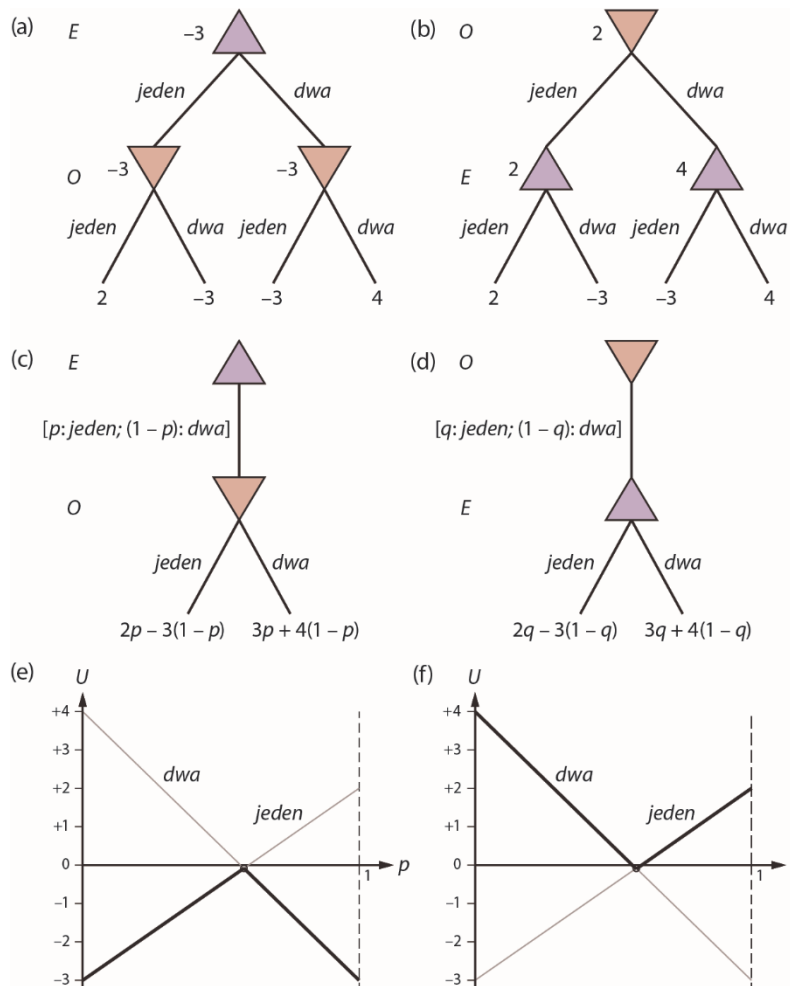 (a) E –3 (b) O 2
jeden dwa jeden dwa
O –3 –3 E 2 4
jeden dwa jeden dwa jeden dwa jeden dwa
2 –3 –3 4 2 –3 –3 4
(c) E (d) O
[p: jeden; (1 – p): dwa] [q: jeden; (1 – q): dwa]
O E
jeden dwa jeden dwa
2p – 3(1 – p) 3p + 4(1 – p) 2q – 3(1 – q) 3q + 4(1 – q)
(e) U (f) U
+4 +4
+3 +3
dwa dwa
+2 +2
jeden jeden
+1 +1
0 1 p 0 1
–1 –1
–2 –2
–3 –3